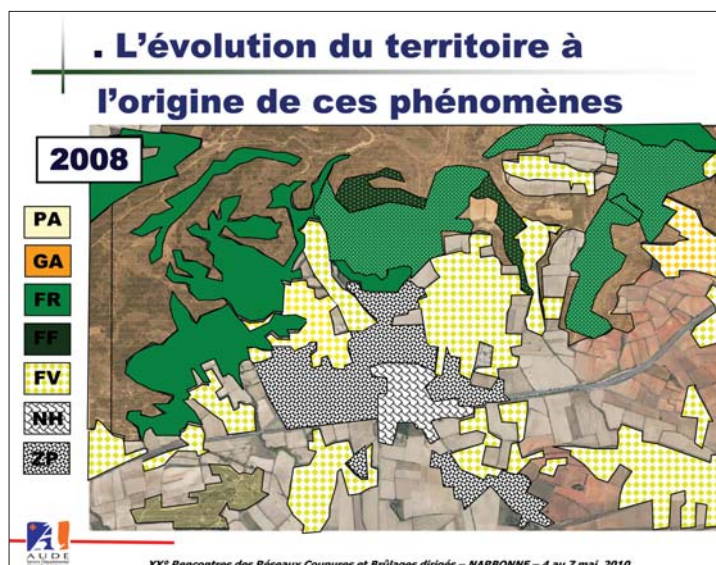 . L'évolution du territoire à
l'origine de ces phénomènes
2008
PA
GA
FR
FF
FV
NH
ZP
AUDE
XX° Rencontres des Réseaux Coupures et Brûlages dirigés – NARBONNE – 4 au 7 mai 2010